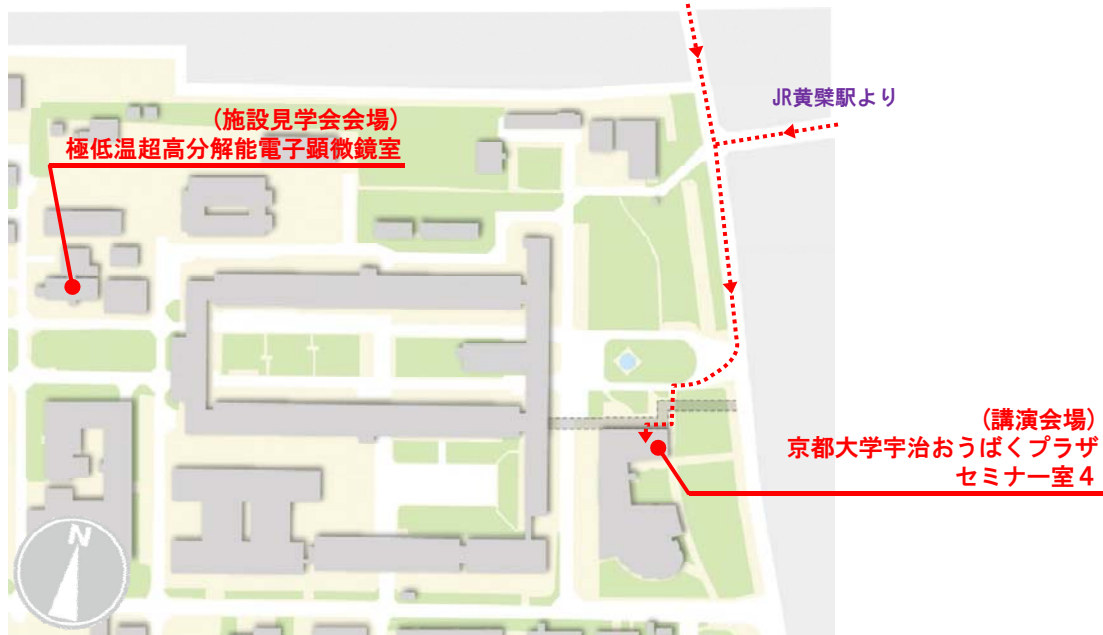 JR黄檗駅より
(施設見学会会場)
極低温超高分解能電子顕微鏡室
(講演会場)
京都大学宇治おうばくプラザ
セミナー室4
N